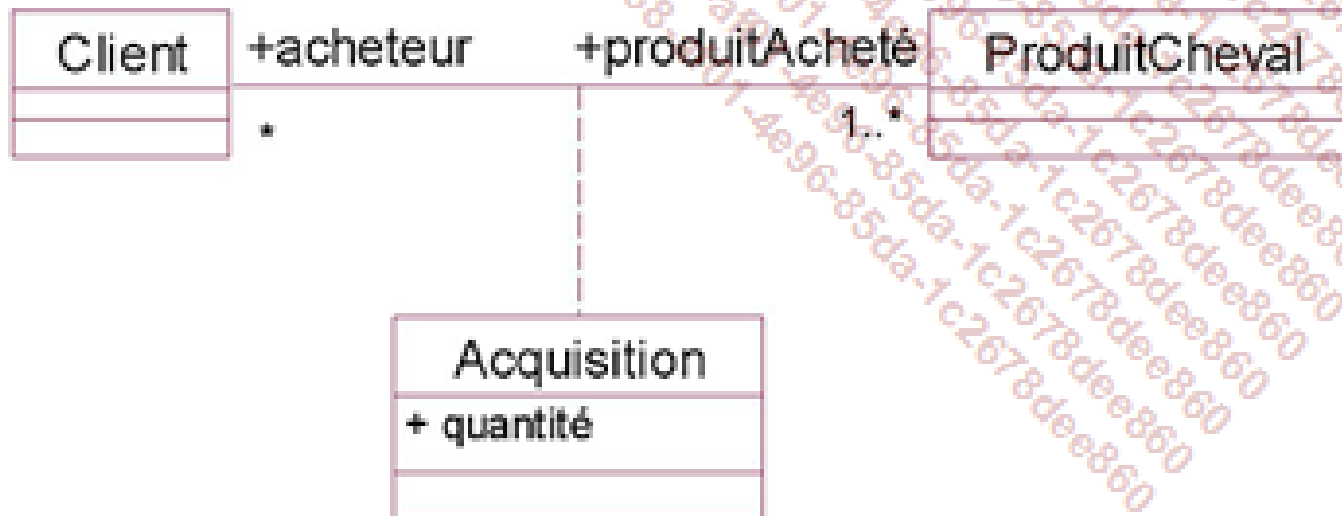 Client +acheteur +produitAcheté ProduitCheval
* 1..*
Acquisition
+ quantité